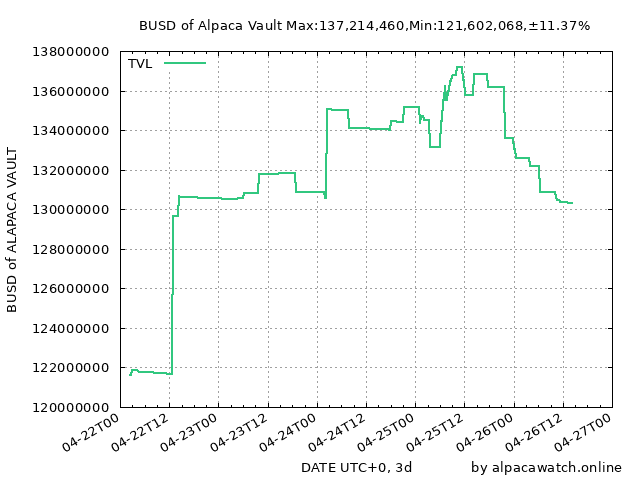 BUSD of Alpaca Vault Max:137,214,460,Min:121,602,068,±11.37%
TVL
138000000
136000000
134000000
132000000
130000000
128000000
126000000
124000000
122000000
120000000
BUSD of ALAPACA VAULT
04-22T00
04-22T12
04-23T00
04-23T12
04-24T00
04-24T12
04-25T00
04-25T12
04-26T00
04-26T12
04-27T00
DATE UTC+0, 3d
by alpacawatch.online